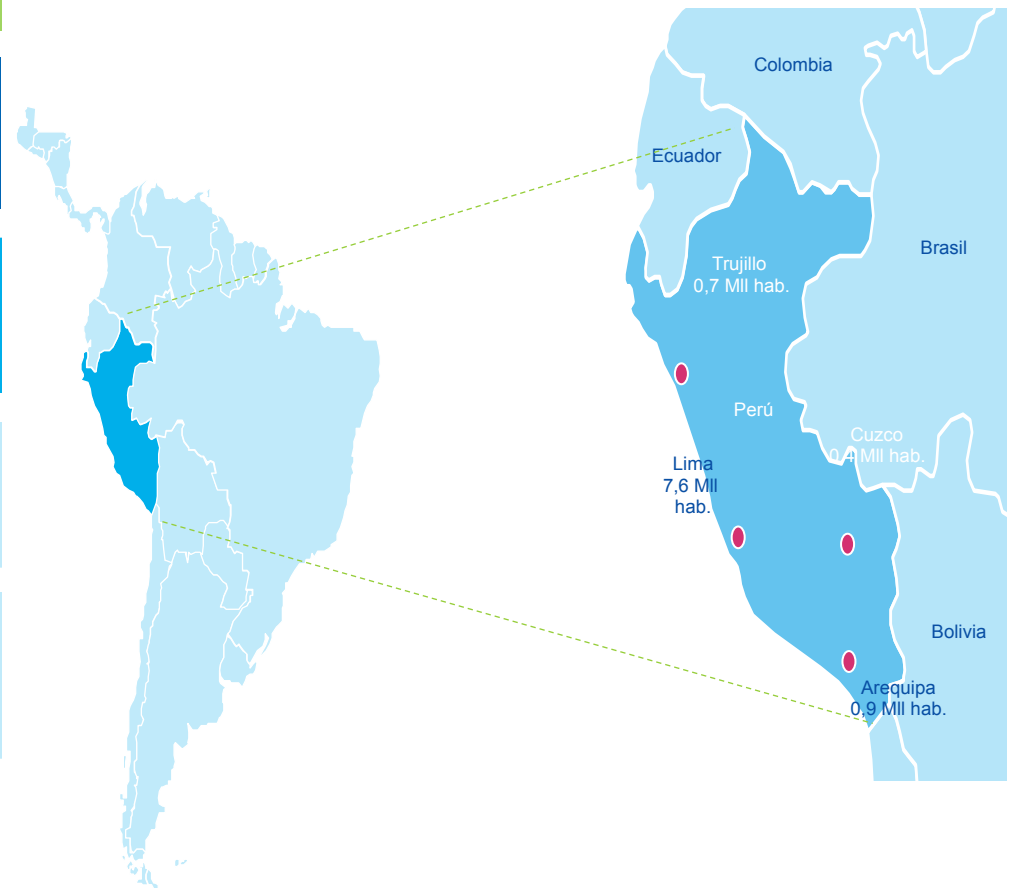 Colombia
Ecuador
Brasil
Trujillo
0,7 Mll hab.
Perú
Cuzco
0,4 Mll hab.
Lima
7,6 Mll
hab.
Bolivia
Arequipa
0,9 Mll hab.